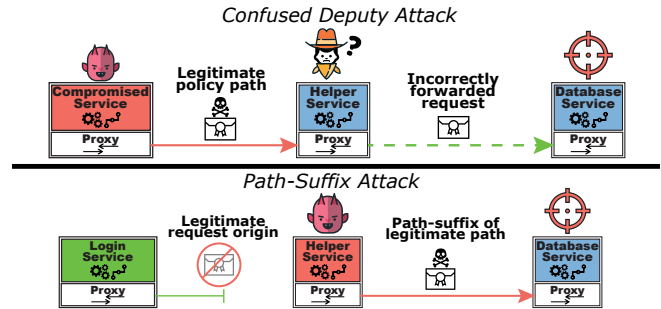 Confused Deputy Attack
Legitimate
policy path
Incorrectly
forwarded
request
?
Compromised
Service
Proxy
Helper
Service
Proxy
Database
Service
Proxy
Path-Suffix Attack
Legitimate
request origin
Path-suffix of
legitimate path
Login
Service
Proxy
Helper
Service
Proxy
Database
Service
Proxy